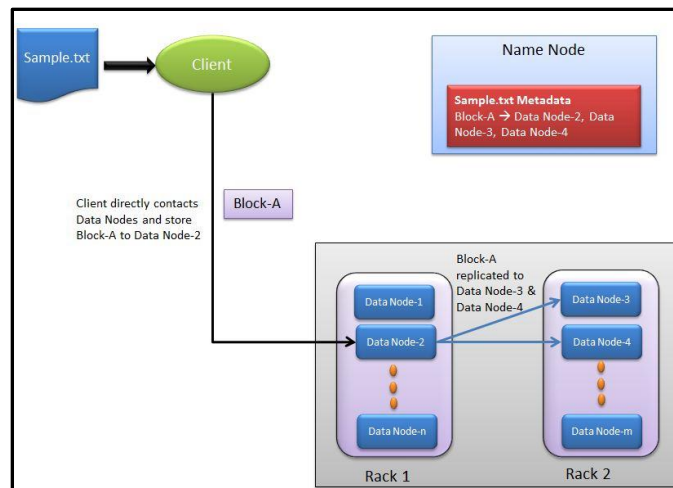 Sample.txt
Client
Name Node
Sample.txt Metadata
Block-A → Data Node-2, Data
Node-3, Data Node-4
Client directly contacts
Data Nodes and store
Block-A to Data Node-2
Block-A
Block-A
replicated to
Data Node-3 &
Data Node-4
Data Node-1
Data Node-2
Data Node-n
Rack 1
Data Node-3
Data Node-4
Data Node-m
Rack 2